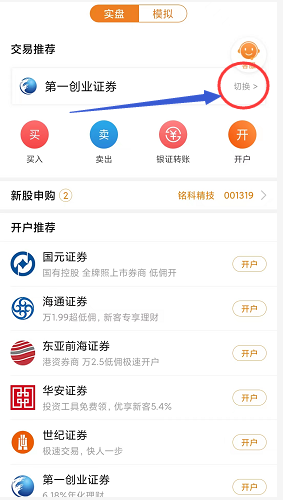 实盘 模拟
交易推荐
客服
第一创业证券 切换 >
买 卖 开
买入 卖出 银证转账 开户
新股申购 2 铭科精技 001319 >
开户推荐
国元证券
国有控股 全牌照上市券商 低佣开
开户
海通证券
万1.99超低佣，新客专享理财
开户
东亚前海证券
港资券商 万2.5低佣极速开户
开户
华安证券
投资工具免费领，优享新客5.4%
开户
世纪证券
极速交易，快人一步
开户
第一创业证券
6.18%年化理财
开户